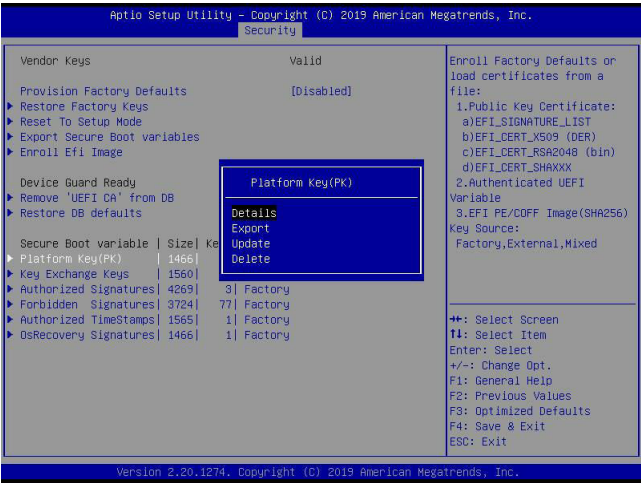 Aptio Setup Utility – Copyright (C) 2019 American Megatrends, Inc.
Security
Vendor Keys Valid
Provision Factory Defaults [Disabled]
Restore Factory Keys
Reset To Setup Mode
Export Secure Boot variables
Enroll Efi Image
Device Guard Ready
Remove 'UEFI CA' from DB
Restore DB defaults
Secure Boot variable | Size| Ke
Platform Key(PK) | 1466|
Key Exchange Keys | 1560|
Authorized Signatures| 4269| 3| Factory
Forbidden Signatures| 3724| 77| Factory
Authorized TimeStamps| 1565| 1| Factory
OsRecovery Signatures| 1466| 1| Factory
Platform Key(PK)
Details
Export
Update
Delete
Enroll Factory Defaults or
load certificates from a
file:
1.Public Key Certificate:
a)EFI_SIGNATURE_LIST
b)EFI_CERT_X509 (DER)
c)EFI_CERT_RSA2048 (bin)
d)EFI_CERT_SHAXXX
2.Authenticated UEFI
Variable
3.EFI PE/COFF Image(SHA256)
Key Source:
Factory,External,Mixed
→←: Select Screen
↑↓: Select Item
Enter: Select
+/-: Change Opt.
F1: General Help
F2: Previous Values
F3: Optimized Defaults
F4: Save & Exit
ESC: Exit
Version 2.20.1274. Copyright (C) 2019 American Megatrends, Inc.